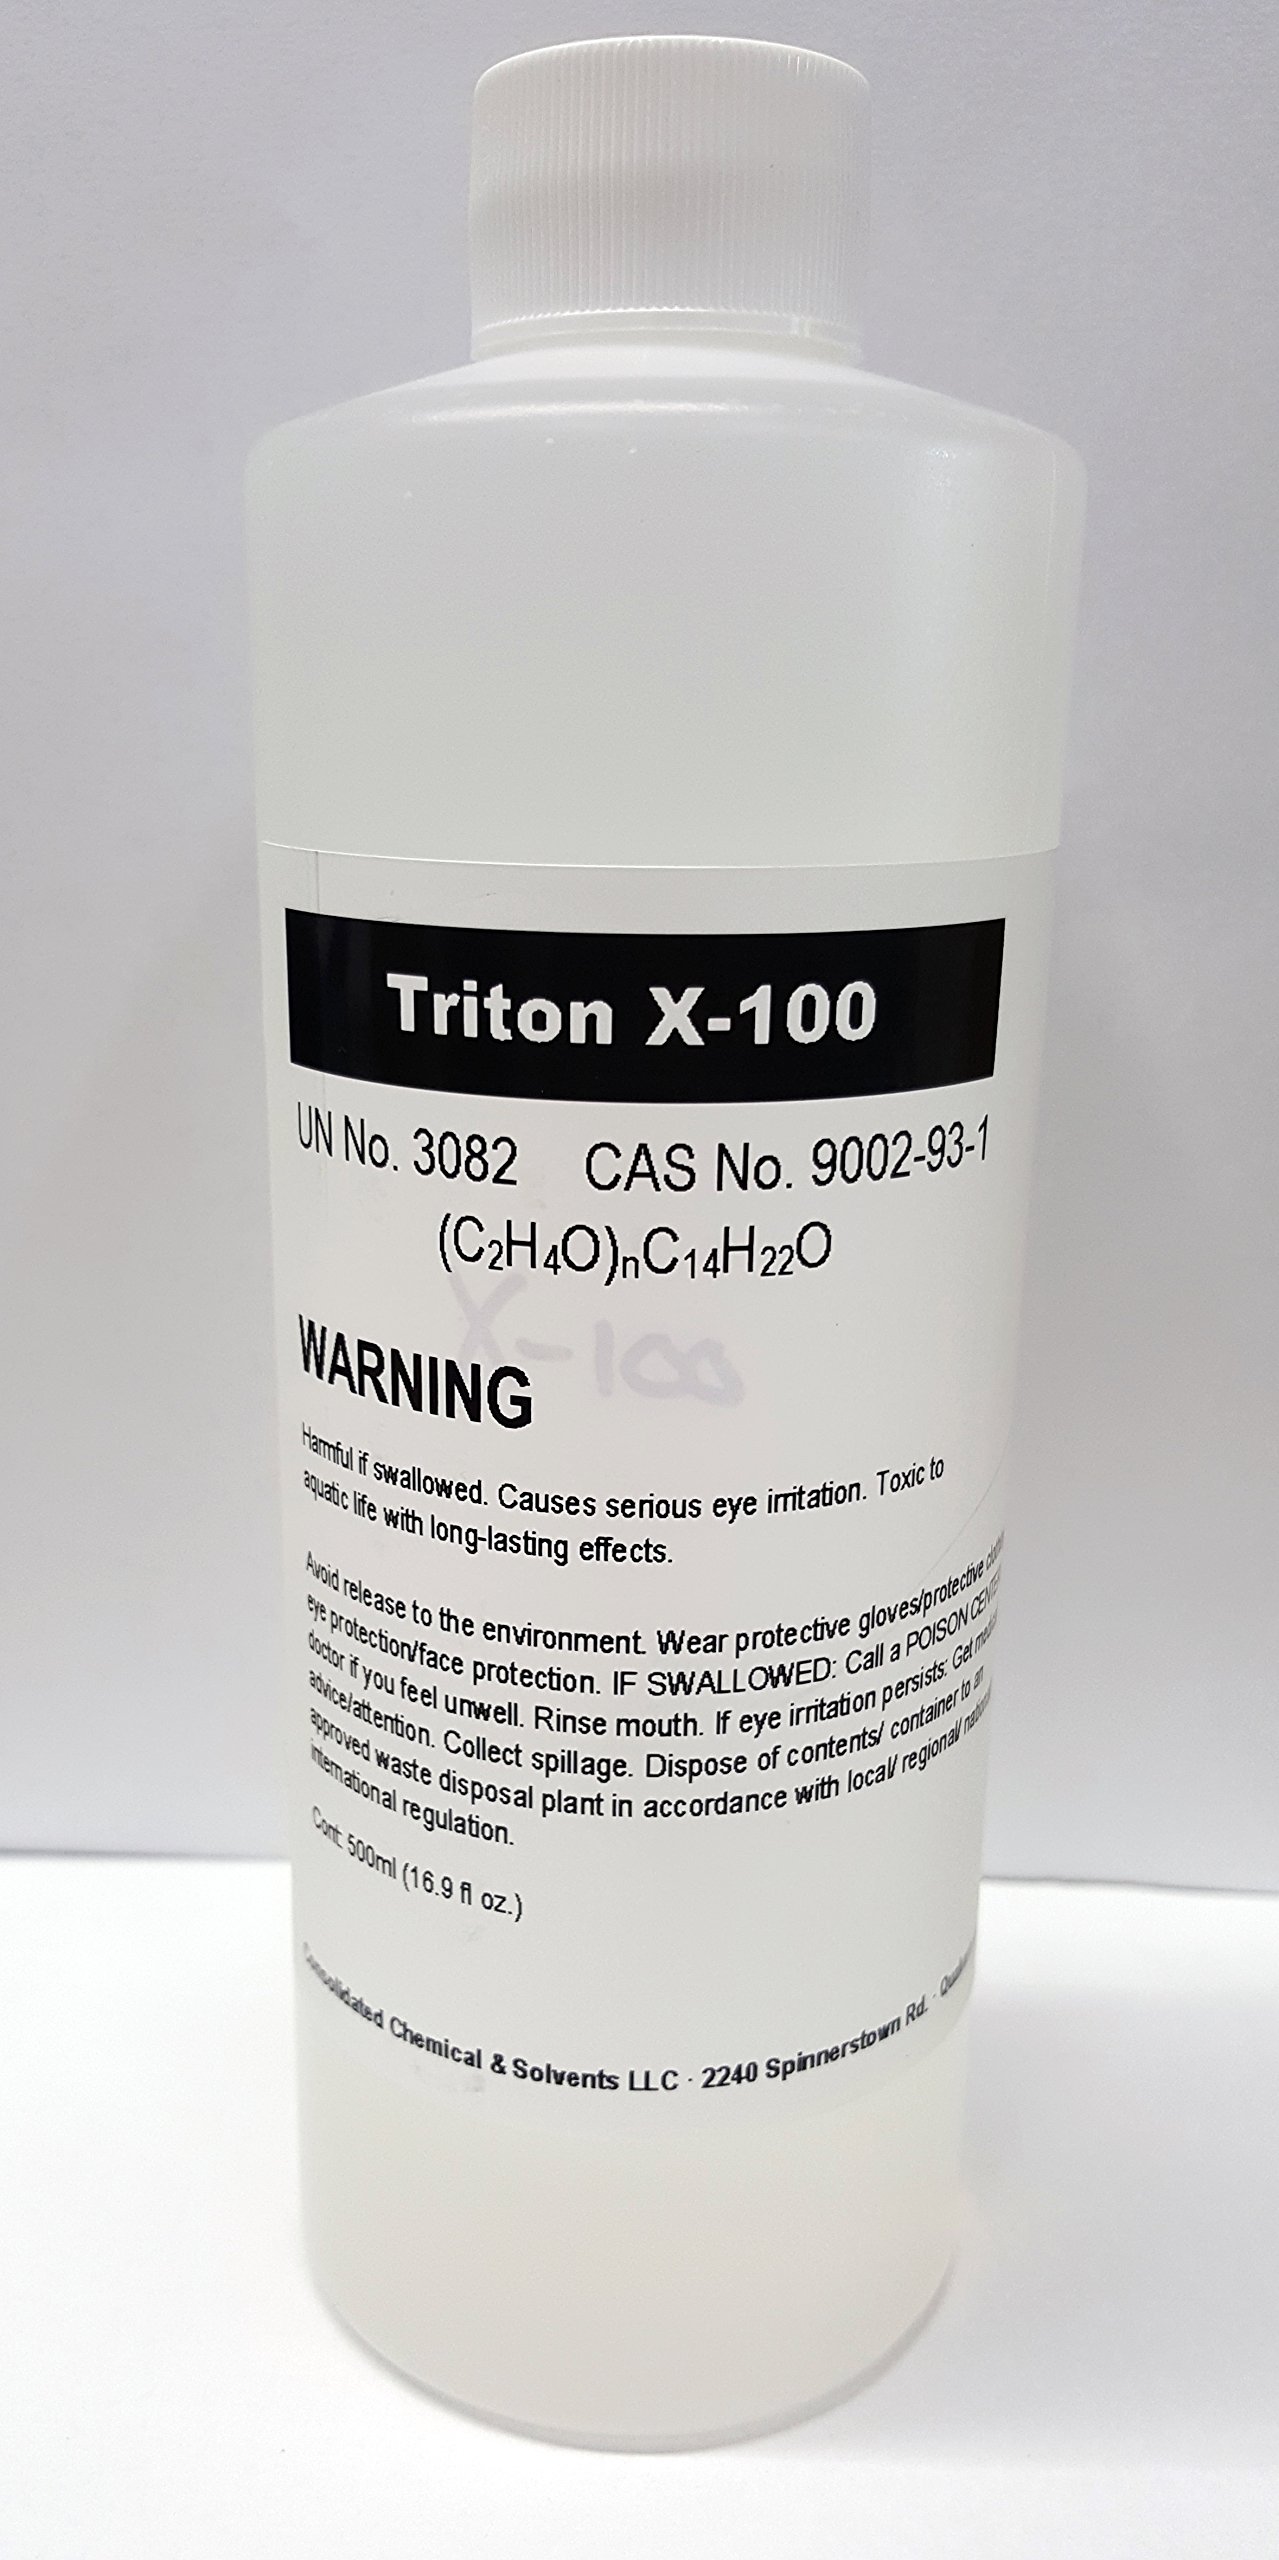 Triton X-100
UN No. 3082 CAS No. 9002-93-1
(C₂H₄O)ₙC₁₄H₂₂O
X-100
WARNING
Harmful if swallowed. Causes serious eye irritation. Toxic to
aquatic life with long-lasting effects.
Avoid release to the environment. Wear protective gloves/protective
eye protection/face protection. IF SWALLOWED: Call a POISON
doctor if you feel unwell. Rinse mouth. If eye irritation persists: Get
advice/attention. Collect spillage. Dispose of contents/ container to an
approved waste disposal plant in accordance with local/ regional/
international regulation.
Cont: 500ml (16.9 fl oz.)
Consolidated Chemical & Solvents LLC · 2240 Spinnerstown Rd. ·